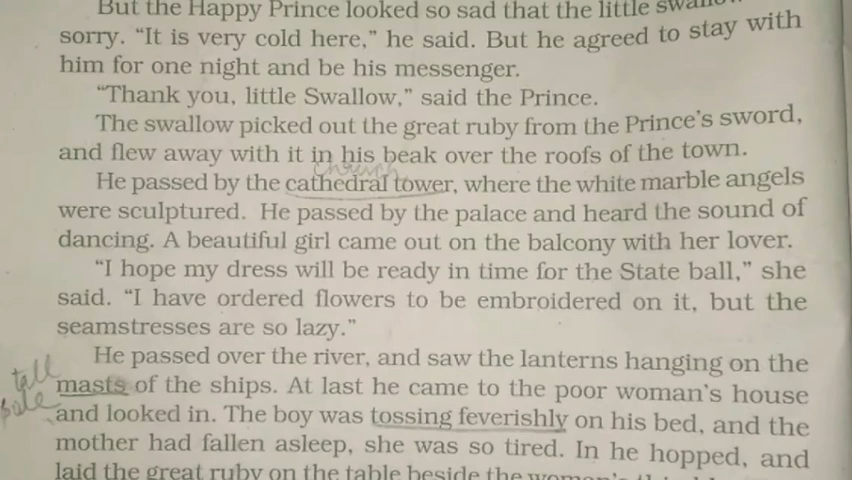 But the Happy Prince looked so sad that the little
sorry. “It is very cold here,” he said. But he agreed to stay with
him for one night and be his messenger.
“Thank you, little Swallow,” said the Prince.
The swallow picked out the great ruby from the Prince’s sword,
and flew away with it in his beak over the roofs of the town.
church
He passed by the cathedral tower, where the white marble angels
were sculptured. He passed by the palace and heard the sound of
dancing. A beautiful girl came out on the balcony with her lover.
“I hope my dress will be ready in time for the State ball,” she
said. “I have ordered flowers to be embroidered on it, but the
seamstresses are so lazy.”
He passed over the river, and saw the lanterns hanging on the
tall
masts of the ships. At last he came to the poor woman’s house
and looked in. The boy was tossing feverishly on his bed, and the
mother had fallen asleep, she was so tired. In he hopped, and
laid the great ruby on the table beside the woman’s